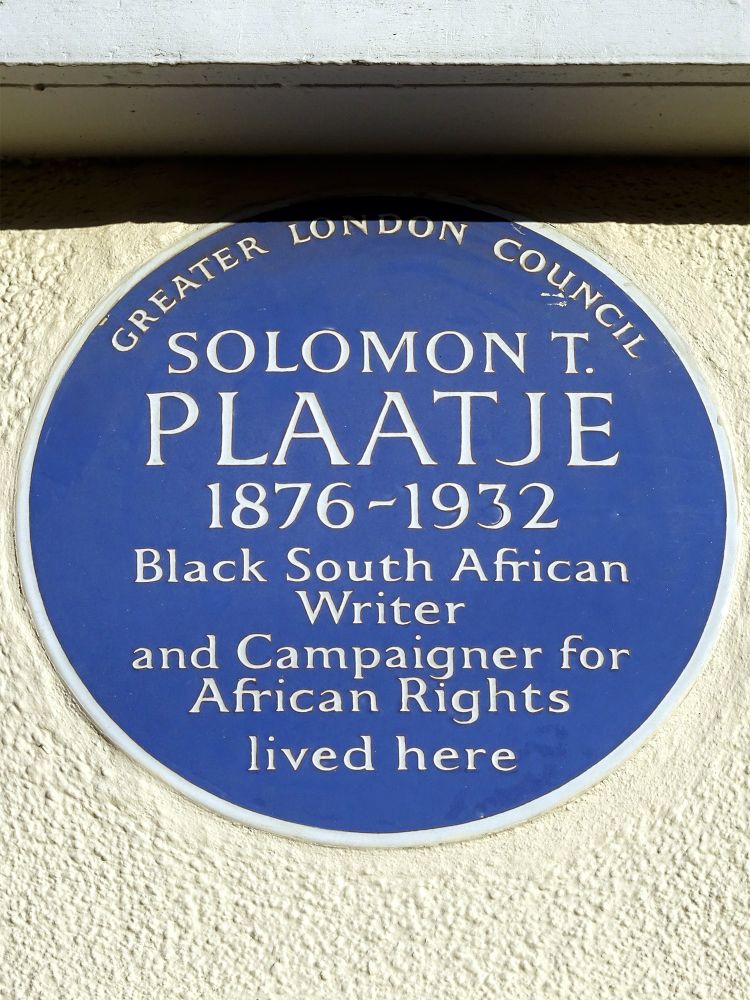 GREATER LONDON COUNCIL
SOLOMON T.
PLAATJE
1876-1932
Black South African
Writer
and Campaigner for
African Rights
lived here